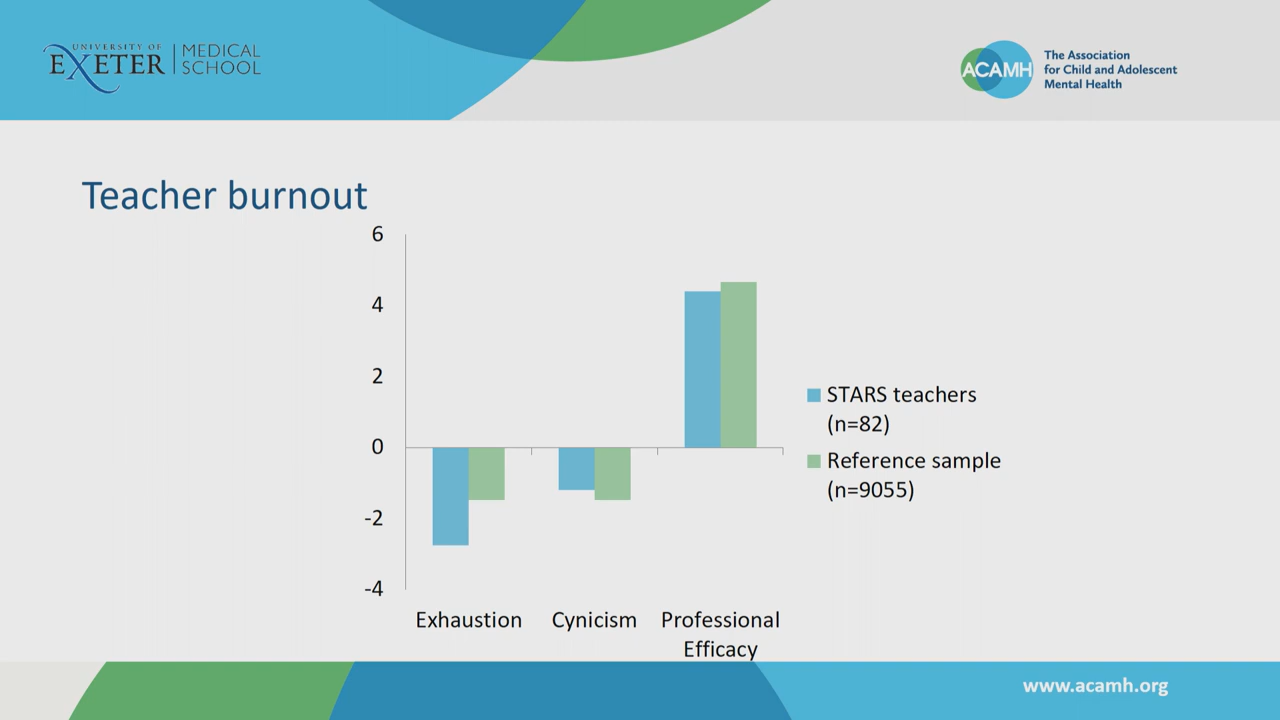 UNIVERSITY OF
EXETER
MEDICAL
SCHOOL
ACAMH
The Association
for Child and Adolescent
Mental Health
Teacher burnout
6
4
2
0
-2
-4
Exhaustion
Cynicism
Professional
Efficacy
STARS teachers
(n=82)
Reference sample
(n=9055)
www.acamh.org